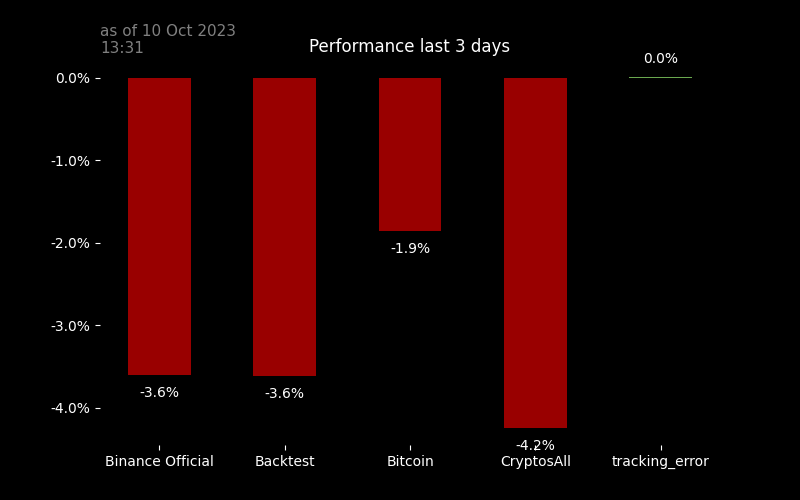 as of 10 Oct 2023
13:31
Performance last 3 days
0.0%
0.0%
-1.0%
-2.0%
-1.9%
-3.0%
-3.6%
-3.6%
-4.0%
-4.2%
Binance Official
Backtest
Bitcoin
CryptosAll
tracking_error